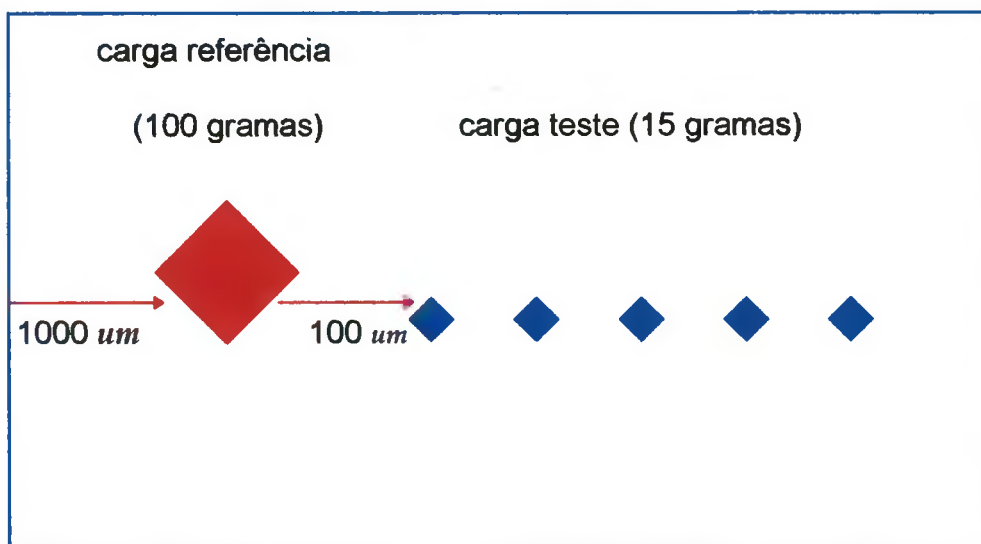 carga referência
(100 gramas)
carga teste (15 gramas)
1000 um
100 um